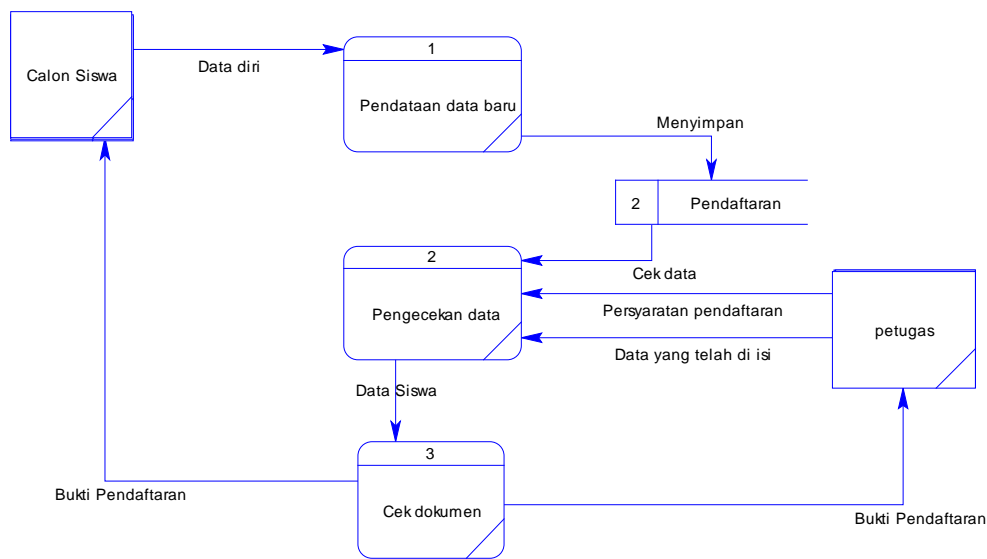 1
Calon Siswa
Data diri
Pendataan data baru
Menyimpan
2
Pendaftaran
2
Cek data
Pengecekan data
Persyaratan pendaftaran
petugas
Data yang telah di isi
Data Siswa
3
Bukti Pendaftaran
Cek dokumen
Bukti Pendaftaran